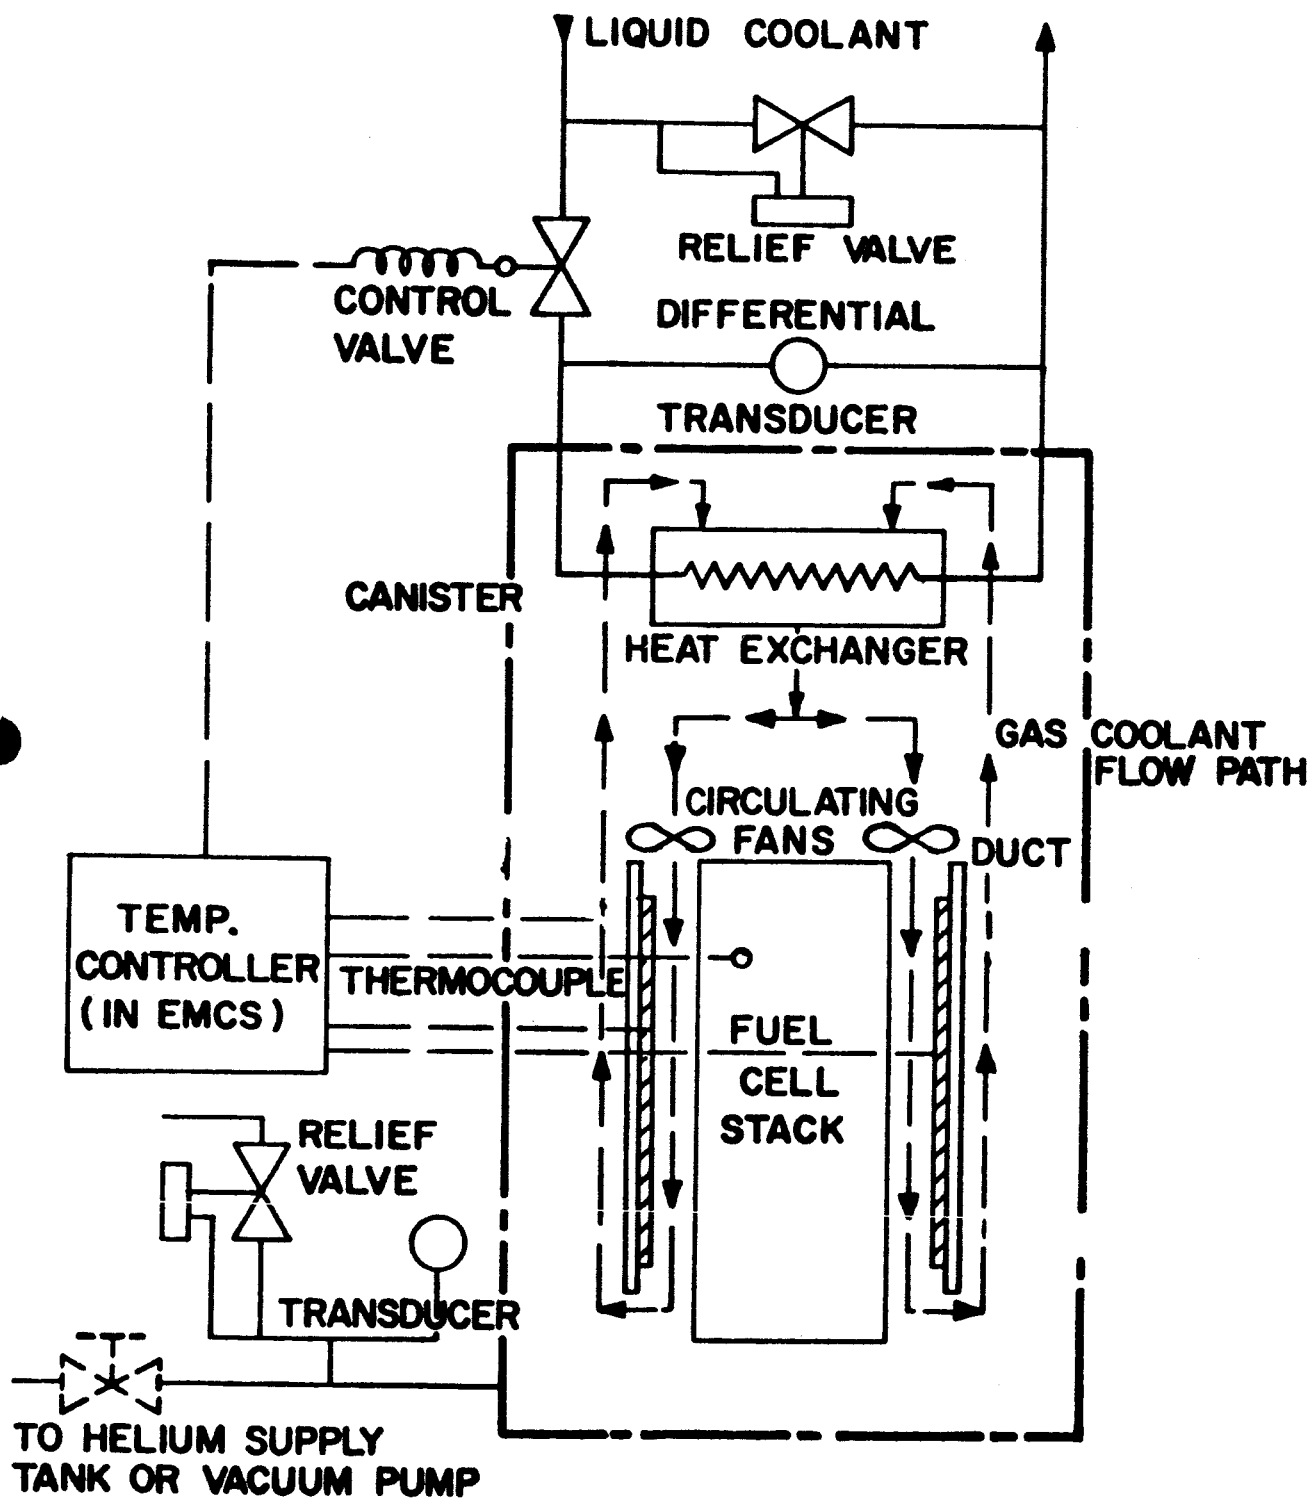 LIQUID COOLANT
RELIEF VALVE
CONTROL
VALVE
DIFFERENTIAL
TRANSDUCER
CANISTER
HEAT EXCHANGER
GAS COOLANT
FLOW PATH
CIRCULATING
FANS
DUCT
TEMP.
CONTROLLER
(IN EMCS)
THERMOCOUPLE
FUEL
CELL
STACK
RELIEF
VALVE
TRANSDUCER
TO HELIUM SUPPLY
TANK OR VACUUM PUMP